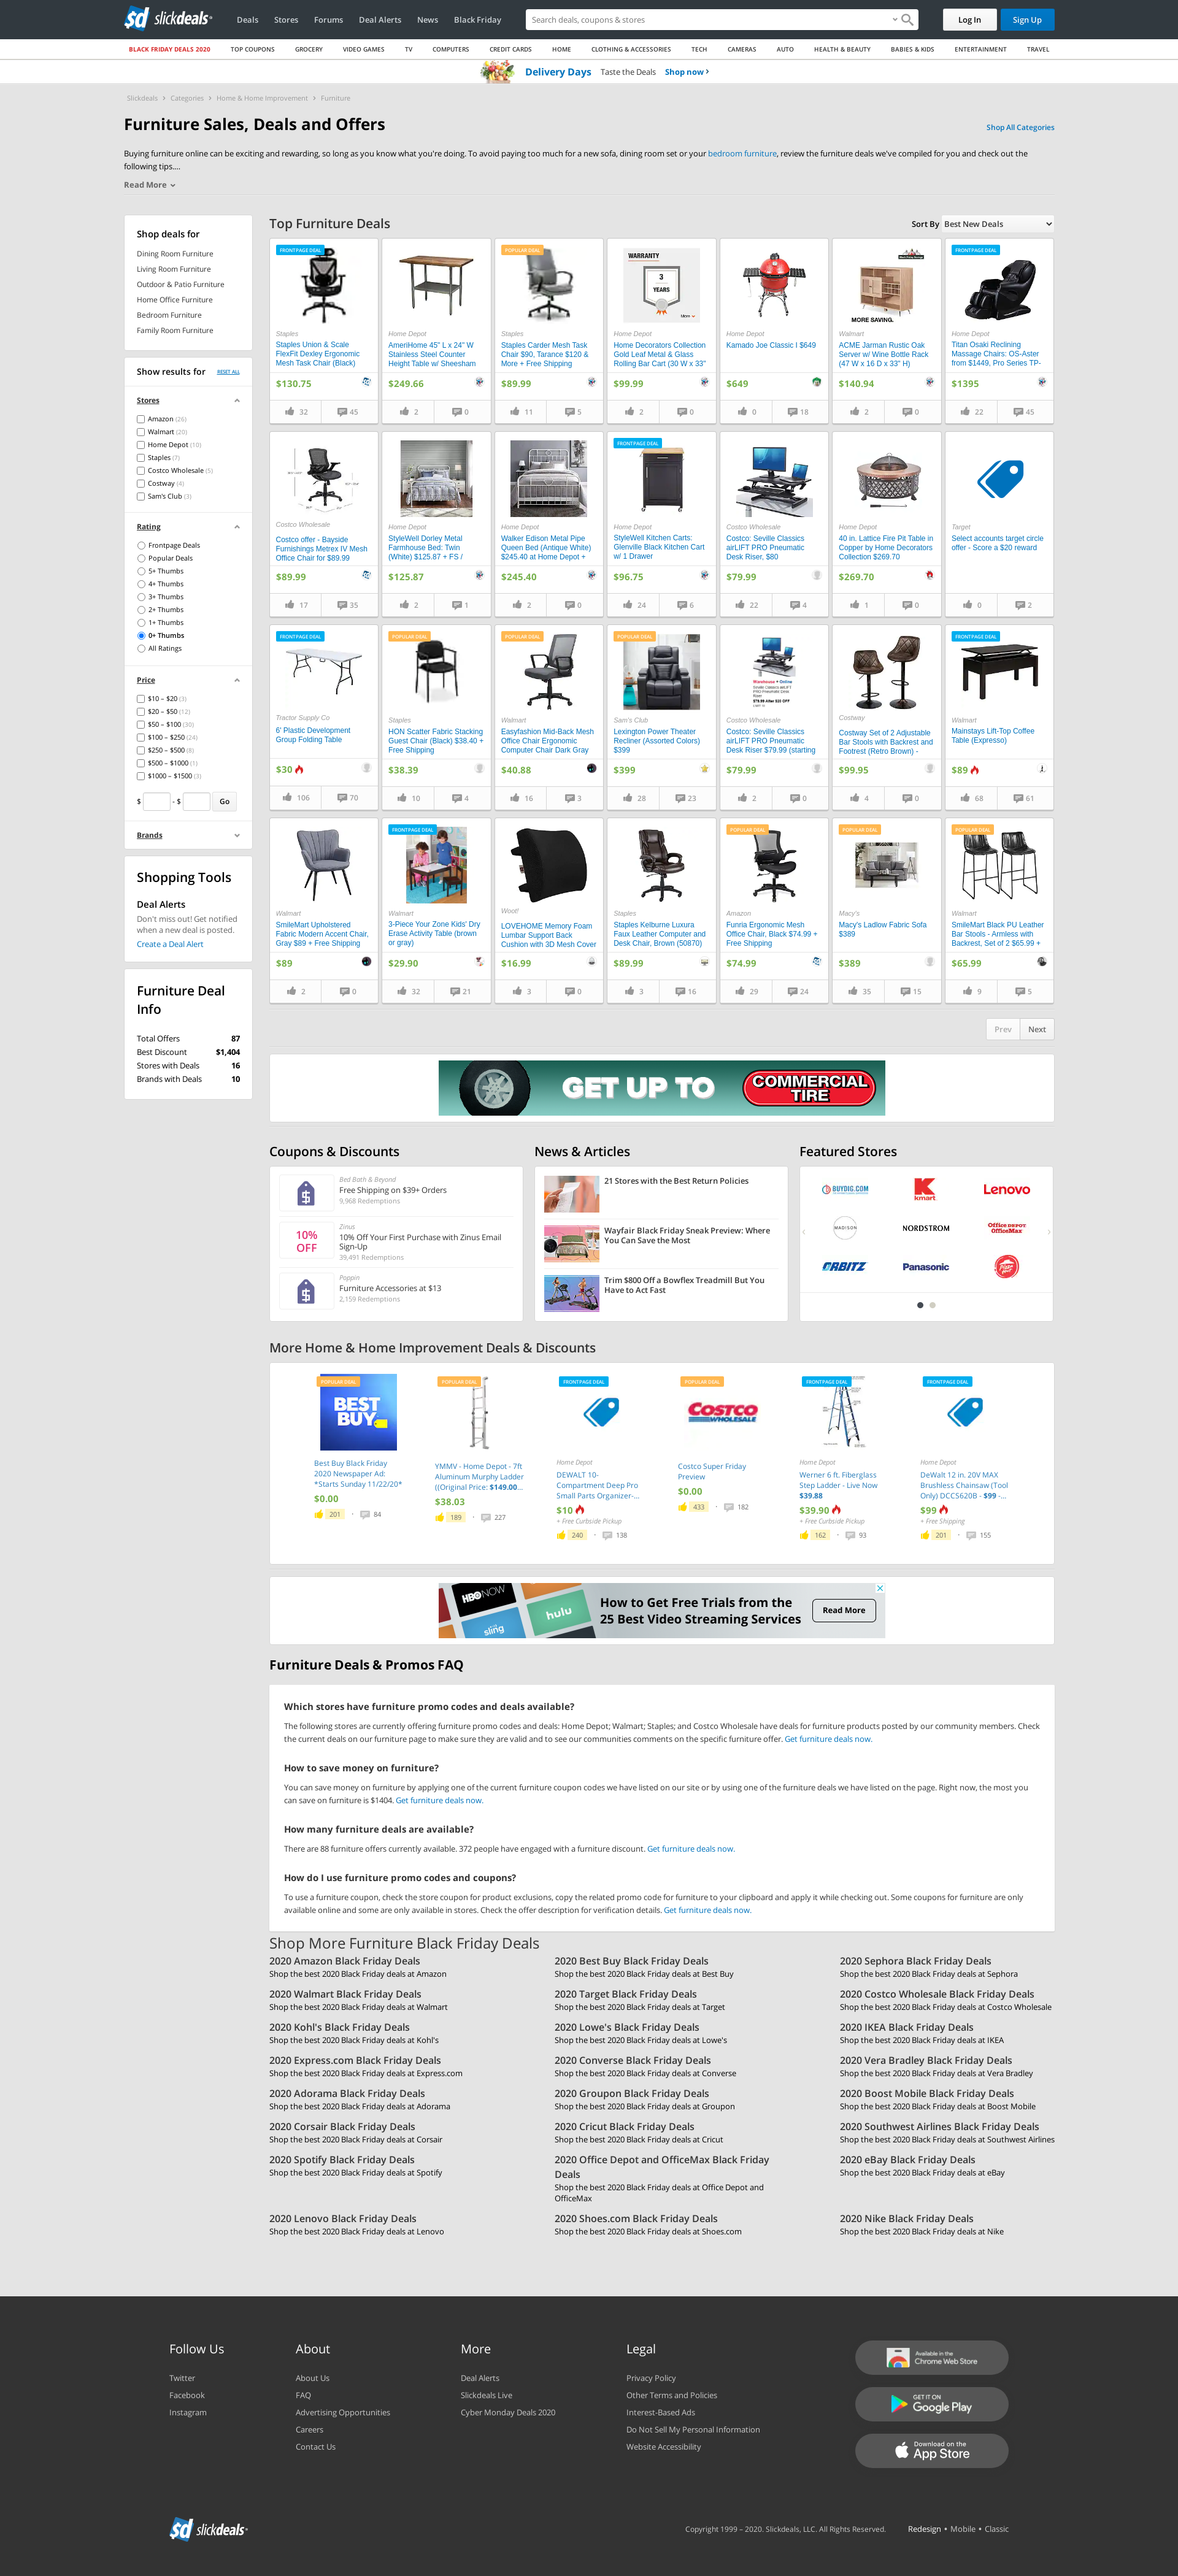 slickdeals
Deals
Stores
Forums
Deal Alerts
News
Black Friday
Search deals, coupons & stores
Log In
Sign Up
BLACK FRIDAY DEALS 2020
TOP COUPONS
GROCERY
VIDEO GAMES
TV
COMPUTERS
CREDIT CARDS
HOME
CLOTHING & ACCESSORIES
TECH
CAMERAS
AUTO
HEALTH & BEAUTY
BABIES & KIDS
ENTERTAINMENT
TRAVEL
Delivery Days Taste the Deals Shop now ›
Slickdeals › Categories › Home & Home Improvement › Furniture
Furniture Sales, Deals and Offers
Shop All Categories
Buying furniture online can be exciting and rewarding, so long as you know what you're doing. To avoid paying too much for a new sofa, dining room set or your bedroom furniture, review the furniture deals we've compiled for you and check out the
following tips....
Read More
Shop deals for
Dining Room Furniture
Living Room Furniture
Outdoor & Patio Furniture
Home Office Furniture
Bedroom Furniture
Family Room Furniture
Show results for RESET ALL
Stores
Amazon (26)
Walmart (20)
Home Depot (10)
Staples (7)
Costco Wholesale (5)
Costway (4)
Sam's Club (3)
Rating
Frontpage Deals
Popular Deals
5+ Thumbs
4+ Thumbs
3+ Thumbs
2+ Thumbs
1+ Thumbs
0+ Thumbs
All Ratings
Price
$10 – $20 (3)
$20 – $50 (12)
$50 – $100 (30)
$100 – $250 (24)
$250 – $500 (8)
$500 – $1000 (1)
$1000 – $1500 (3)
$ - $ Go
Brands
Shopping Tools
Deal Alerts
Don't miss out! Get notified
when a new deal is posted.
Create a Deal Alert
Furniture Deal
Info
Total Offers 87
Best Discount $1,404
Stores with Deals 16
Brands with Deals 10
Top Furniture Deals
Sort By Best New Deals
FRONTPAGE DEAL
Staples
Staples Union & Scale
FlexFit Dexley Ergonomic
Mesh Task Chair (Black)
$130.75
32 45
Home Depot
AmeriHome 45" L x 24" W
Stainless Steel Counter
Height Table w/ Sheesham
$249.66
2 0
POPULAR DEAL
Staples
Staples Carder Mesh Task
Chair $90, Tarance $120 &
More + Free Shipping
$89.99
11 5
WARRANTY
3
YEARS
More
Home Depot
Home Decorators Collection
Gold Leaf Metal & Glass
Rolling Bar Cart (30 W x 33"
$99.99
2 0
Home Depot
Kamado Joe Classic I $649
$649
0 18
MORE SAVING.
Walmart
ACME Jarman Rustic Oak
Server w/ Wine Bottle Rack
(47 W x 16 D x 33" H)
$140.94
2 0
FRONTPAGE DEAL
Home Depot
Titan Osaki Reclining
Massage Chairs: OS-Aster
from $1449, Pro Series TP-
$1395
22 45
Costco Wholesale
Costco offer - Bayside
Furnishings Metrex IV Mesh
Office Chair for $89.99
$89.99
17 35
Home Depot
StyleWell Dorley Metal
Farmhouse Bed: Twin
(White) $125.87 + FS /
$125.87
2 1
Home Depot
Walker Edison Metal Pipe
Queen Bed (Antique White)
$245.40 at Home Depot +
$245.40
2 0
FRONTPAGE DEAL
Home Depot
StyleWell Kitchen Carts:
Glenville Black Kitchen Cart
w/ 1 Drawer
$96.75
24 6
Costco Wholesale
Costco: Seville Classics
airLIFT PRO Pneumatic
Desk Riser, $80
$79.99
22 4
Home Depot
40 in. Lattice Fire Pit Table in
Copper by Home Decorators
Collection $269.70
$269.70
1 0
Target
Select accounts target circle
offer - Score a $20 reward
0 2
FRONTPAGE DEAL
Tractor Supply Co
6' Plastic Development
Group Folding Table
$30
106 70
POPULAR DEAL
Staples
HON Scatter Fabric Stacking
Guest Chair (Black) $38.40 +
Free Shipping
$38.39
10 4
POPULAR DEAL
Walmart
Easyfashion Mid-Back Mesh
Office Chair Ergonomic
Computer Chair Dark Gray
$40.88
16 3
POPULAR DEAL
Sam's Club
Lexington Power Theater
Recliner (Assorted Colors)
$399
$399
28 23
Warehouse + Online
Costco Wholesale
Costco: Seville Classics
airLIFT PRO Pneumatic
Desk Riser $79.99 (starting
$79.99
2 0
Costway
Costway Set of 2 Adjustable
Bar Stools with Backrest and
Footrest (Retro Brown) -
$99.95
4 0
FRONTPAGE DEAL
Walmart
Mainstays Lift-Top Coffee
Table (Expresso)
$89
68 61
Walmart
SmileMart Upholstered
Fabric Modern Accent Chair,
Gray $89 + Free Shipping
$89
2 0
FRONTPAGE DEAL
Walmart
3-Piece Your Zone Kids' Dry
Erase Activity Table (brown
or gray)
$29.90
32 21
Woot!
LOVEHOME Memory Foam
Lumbar Support Back
Cushion with 3D Mesh Cover
$16.99
3 0
Staples
Staples Kelburne Luxura
Faux Leather Computer and
Desk Chair, Brown (50870)
$89.99
3 16
POPULAR DEAL
Amazon
Funria Ergonomic Mesh
Office Chair, Black $74.99 +
Free Shipping
$74.99
29 24
POPULAR DEAL
Macy's
Macy's Ladlow Fabric Sofa
$389
$389
35 15
POPULAR DEAL
Walmart
SmileMart Black PU Leather
Bar Stools - Armless with
Backrest, Set of 2 $65.99 +
$65.99
9 5
Prev Next
GET UP TO COMMERCIAL TIRE
Coupons & Discounts
Bed Bath & Beyond
Free Shipping on $39+ Orders
9,968 Redemptions
10% OFF
Zinus
10% Off Your First Purchase with Zinus Email
Sign-Up
39,491 Redemptions
Poppin
Furniture Accessories at $13
2,159 Redemptions
News & Articles
21 Stores with the Best Return Policies
Wayfair Black Friday Sneak Preview: Where
You Can Save the Most
Trim $800 Off a Bowflex Treadmill But You
Have to Act Fast
Featured Stores
BUYDIG.COM
Kmart
Lenovo
MADISON
NORDSTROM
Office DEPOT
OfficeMax
ORBITZ
Panasonic
More Home & Home Improvement Deals & Discounts
POPULAR DEAL
BEST BUY
Best Buy Black Friday
2020 Newspaper Ad:
*Starts Sunday 11/22/20*
$0.00
201 • 84
POPULAR DEAL
YMMV - Home Depot - 7ft
Aluminum Murphy Ladder
((Original Price: $149.00...
$38.03
189 • 227
FRONTPAGE DEAL
Home Depot
DEWALT 10-
Compartment Deep Pro
Small Parts Organizer-...
$10
+ Free Curbside Pickup
240 • 138
POPULAR DEAL
COSTCO WHOLESALE
Costco Super Friday
Preview
$0.00
433 • 182
FRONTPAGE DEAL
Home Depot
Werner 6 ft. Fiberglass
Step Ladder - Live Now
$39.88
$39.90
+ Free Curbside Pickup
162 • 93
FRONTPAGE DEAL
Home Depot
DeWalt 12 in. 20V MAX
Brushless Chainsaw (Tool
Only) DCCS620B - $99 -...
$99
+ Free Shipping
201 • 155
HBO NOW
sling
hulu
How to Get Free Trials from the
25 Best Video Streaming Services
Read More
Furniture Deals & Promos FAQ
Which stores have furniture promo codes and deals available?
The following stores are currently offering furniture promo codes and deals: Home Depot; Walmart; Staples; and Costco Wholesale have deals for furniture products posted by our community members. Check
the current deals on our furniture page to make sure they are valid and to see our communities comments on the specific furniture offer. Get furniture deals now.
How to save money on furniture?
You can save money on furniture by applying one of the current furniture coupon codes we have listed on our site or by using one of the furniture deals we have listed on the page. Right now, the most you
can save on furniture is $1404. Get furniture deals now.
How many furniture deals are available?
There are 88 furniture offers currently available. 372 people have engaged with a furniture discount. Get furniture deals now.
How do I use furniture promo codes and coupons?
To use a furniture coupon, check the store coupon for product exclusions, copy the related promo code for furniture to your clipboard and apply it while checking out. Some coupons for furniture are only
available online and some are only available in stores. Check the offer description for verification details. Get furniture deals now.
Shop More Furniture Black Friday Deals
2020 Amazon Black Friday Deals
Shop the best 2020 Black Friday deals at Amazon
2020 Best Buy Black Friday Deals
Shop the best 2020 Black Friday deals at Best Buy
2020 Sephora Black Friday Deals
Shop the best 2020 Black Friday deals at Sephora
2020 Walmart Black Friday Deals
Shop the best 2020 Black Friday deals at Walmart
2020 Target Black Friday Deals
Shop the best 2020 Black Friday deals at Target
2020 Costco Wholesale Black Friday Deals
Shop the best 2020 Black Friday deals at Costco Wholesale
2020 Kohl's Black Friday Deals
Shop the best 2020 Black Friday deals at Kohl's
2020 Lowe's Black Friday Deals
Shop the best 2020 Black Friday deals at Lowe's
2020 IKEA Black Friday Deals
Shop the best 2020 Black Friday deals at IKEA
2020 Express.com Black Friday Deals
Shop the best 2020 Black Friday deals at Express.com
2020 Converse Black Friday Deals
Shop the best 2020 Black Friday deals at Converse
2020 Vera Bradley Black Friday Deals
Shop the best 2020 Black Friday deals at Vera Bradley
2020 Adorama Black Friday Deals
Shop the best 2020 Black Friday deals at Adorama
2020 Groupon Black Friday Deals
Shop the best 2020 Black Friday deals at Groupon
2020 Boost Mobile Black Friday Deals
Shop the best 2020 Black Friday deals at Boost Mobile
2020 Corsair Black Friday Deals
Shop the best 2020 Black Friday deals at Corsair
2020 Cricut Black Friday Deals
Shop the best 2020 Black Friday deals at Cricut
2020 Southwest Airlines Black Friday Deals
Shop the best 2020 Black Friday deals at Southwest Airlines
2020 Spotify Black Friday Deals
Shop the best 2020 Black Friday deals at Spotify
2020 Office Depot and OfficeMax Black Friday
Deals
Shop the best 2020 Black Friday deals at Office Depot and
OfficeMax
2020 eBay Black Friday Deals
Shop the best 2020 Black Friday deals at eBay
2020 Lenovo Black Friday Deals
Shop the best 2020 Black Friday deals at Lenovo
2020 Shoes.com Black Friday Deals
Shop the best 2020 Black Friday deals at Shoes.com
2020 Nike Black Friday Deals
Shop the best 2020 Black Friday deals at Nike
Follow Us
Twitter
Facebook
Instagram
About
About Us
FAQ
Advertising Opportunities
Careers
Contact Us
More
Deal Alerts
Slickdeals Live
Cyber Monday Deals 2020
Legal
Privacy Policy
Other Terms and Policies
Interest-Based Ads
Do Not Sell My Personal Information
Website Accessibility
Available in the
Chrome Web Store
GET IT ON
Google Play
Download on the
App Store
slickdeals
Copyright 1999 – 2020. Slickdeals, LLC. All Rights Reserved.
Redesign • Mobile • Classic